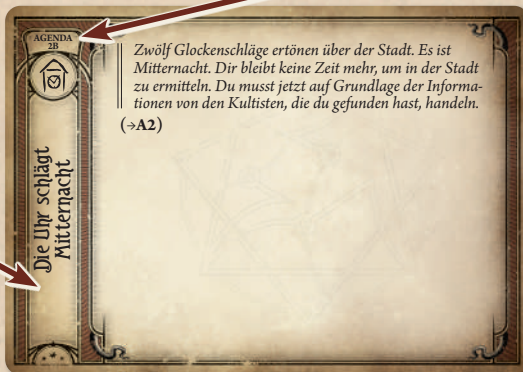 AGENDA
2B
Zwölf Glockenschläge ertönen über der Stadt. Es ist
Mitternacht. Dir bleibt keine Zeit mehr, um in der Stadt
zu ermitteln. Du musst jetzt auf Grundlage der Informa-
tionen von den Kultisten, die du gefunden hast, handeln.
(→A2)
Die Uhr schlägt
Mitternacht